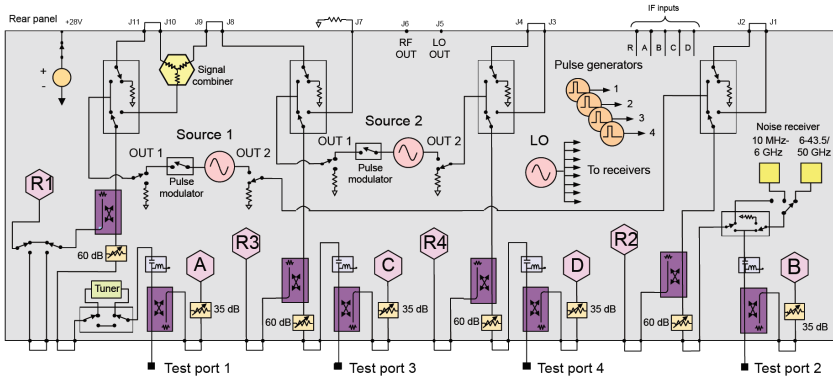 Rear panel
+28V
J11
J10
J9
J8
J7
J6
J5
J4
J3
IF inputs
J2
J1
RF
OUT
LO
OUT
R
A
B
C
D
+
-
Signal
combiner
Pulse generators
1
2
3
4
Source 1
Source 2
OUT 1
OUT 2
OUT 1
OUT 2
Pulse
modulator
Pulse
modulator
LO
To receivers
Noise receiver
10 MHz-
6 GHz
6-43.5/
50 GHz
R1
R3
R4
R2
60 dB
A
C
D
B
Tuner
35 dB
60 dB
35 dB
60 dB
35 dB
60 dB
35 dB
Test port 1
Test port 3
Test port 4
Test port 2